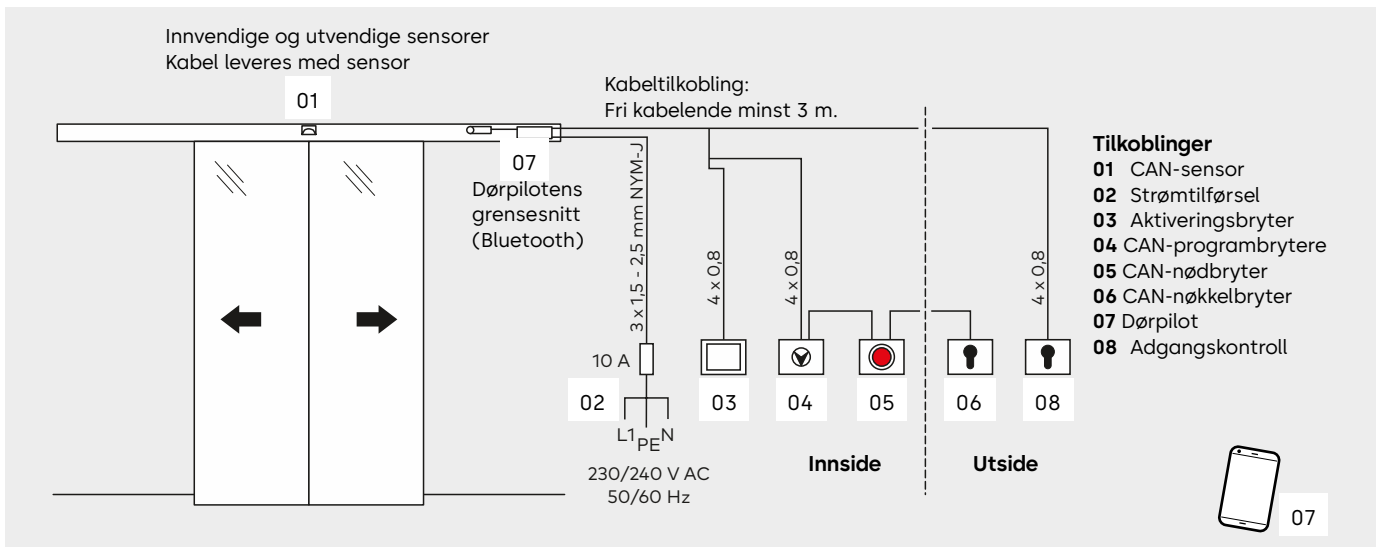 Innvendige og utvendige sensorer
Kabel leveres med sensor
01
Kabeltilkobling:
Fri kabelende minst 3 m.
07
Dørpilotens
grensesnitt
(Bluetooth)
3 x 1,5 - 2,5 mm NYM-J
4 x 0,8
4 x 0,8
4 x 0,8
10 A
02
03
04
05
06
08
L1 PE N
230/240 V AC
50/60 Hz
Innside
Utside
Tilkoblinger
01 CAN-sensor
02 Strømtilførsel
03 Aktiveringsbryter
04 CAN-programbrytere
05 CAN-nødbryter
06 CAN-nøkkelbryter
07 Dørpilot
08 Adgangskontroll
07